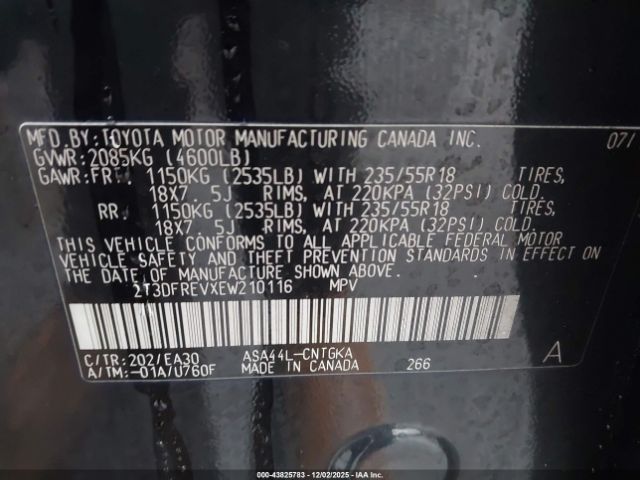 MFD.BY:TOYOTA MOTOR MANUFACTURING CANADA INC. 07/
GVWR:2085KG (4600LB)
GAWR:FR. 1150KG (2535LB) WITH 235/55R18 TIRES,
18X7.5J RIMS, AT 220KPA (32PSI) COLD.
RR. 1150KG (2535LB) WITH 235/55R18 TIRES,
18X7.5J RIMS, AT 220KPA (32PSI) COLD.
THIS VEHICLE CONFORMS TO ALL APPLICABLE FEDERAL MOTOR
VEHICLE SAFETY AND THEFT PREVENTION STANDARDS IN EFFECT ON
THE DATE OF MANUFACTURE SHOWN ABOVE.
2T3DFREVXEW210116 MPV
C/TR:202/EA30 ASA44L-CNTGKA A
A/TM:-01A/U760F MADE IN CANADA 266
Branch - 43825783 - 12/02/2025 - IAA Inc.